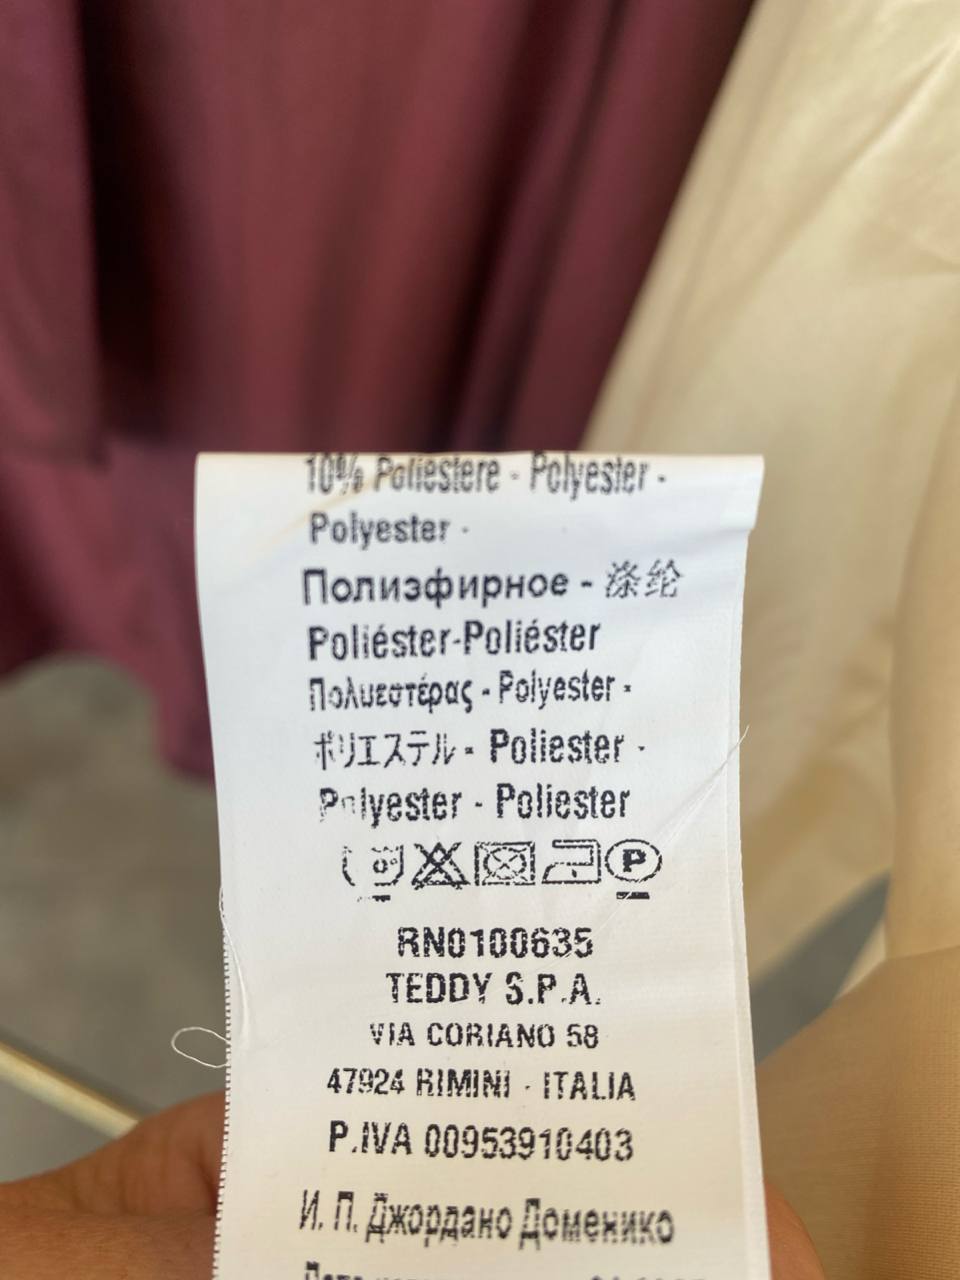 10% Poliestere - Polyester -
Polyester -
Полиэфирное - 涤纶
Poliéster-Poliéster
Πολυεστέρας - Polyester -
ポリエステル - Poliester -
Polyester - Poliester
P
RN0100635
TEDDY S.P.A.
VIA CORIANO 58
47924 RIMINI - ITALIA
P.IVA 00953910403
И. П. Джордано Доменико